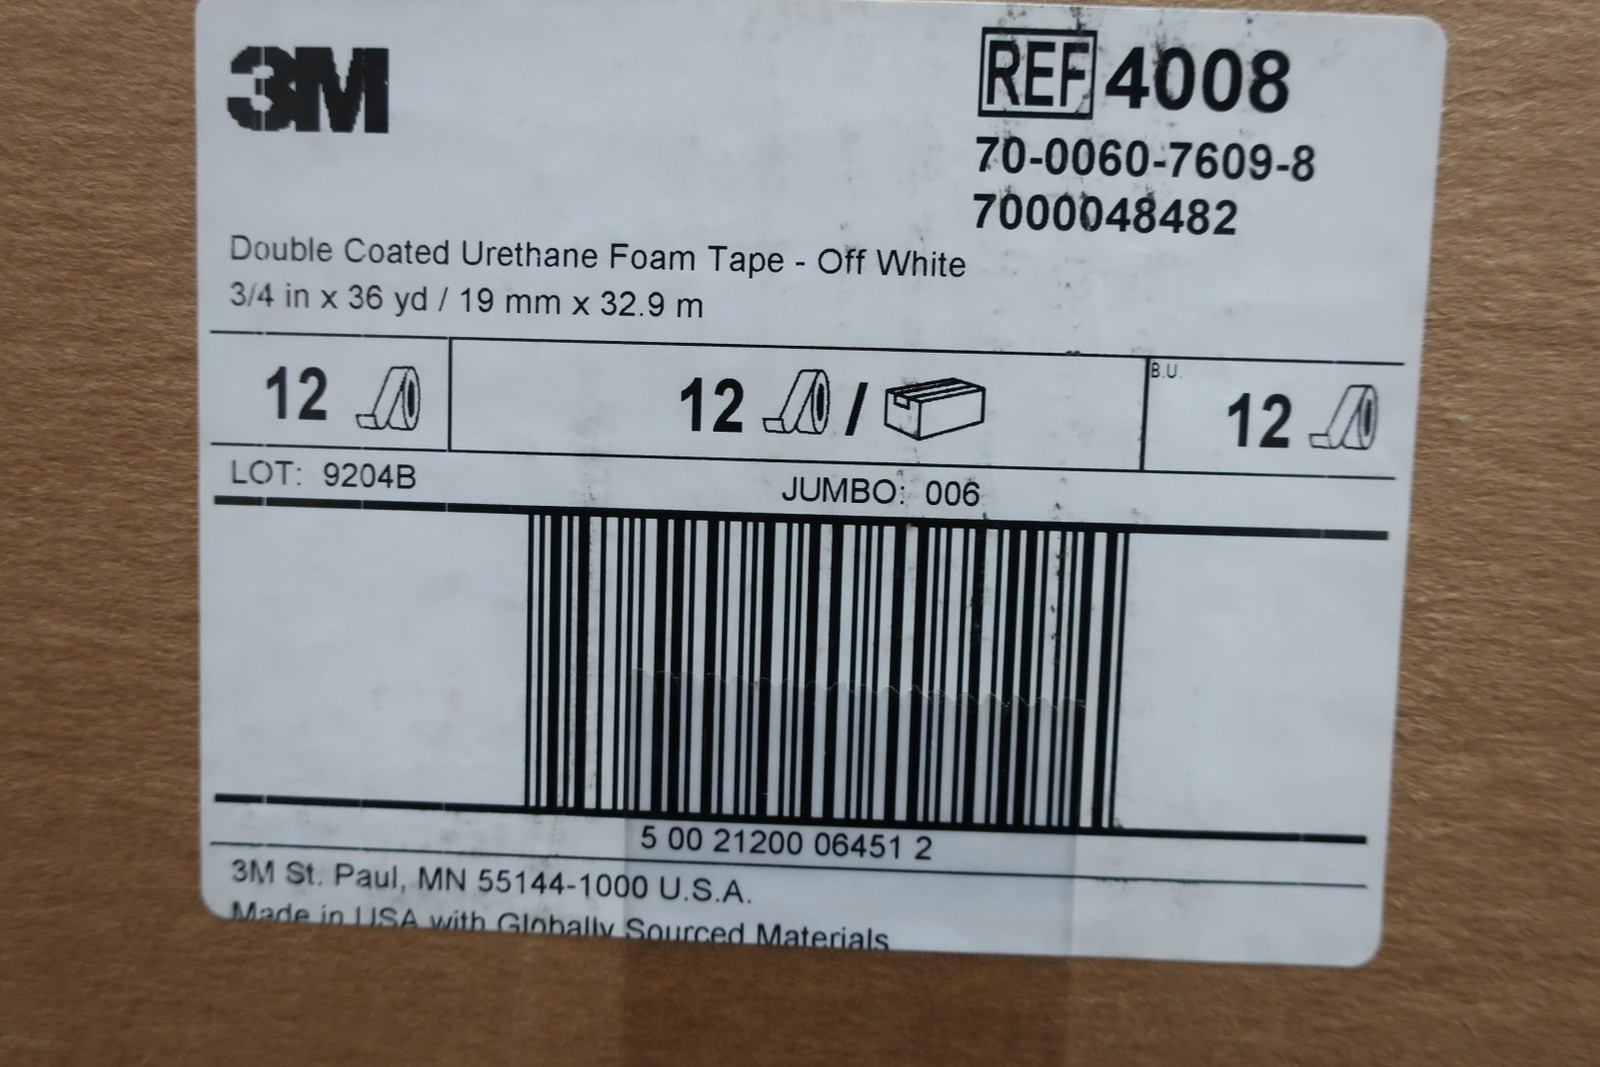 3M
REF 4008
70-0060-7609-8
7000048482
Double Coated Urethane Foam Tape - Off White
3/4 in x 36 yd / 19 mm x 32.9 m
12
12 /
B.U.
12
LOT: 9204B
JUMBO: 006
5 00 21200 06451 2
3M St. Paul, MN 55144-1000 U.S.A.
Made in USA with Globally Sourced Materials